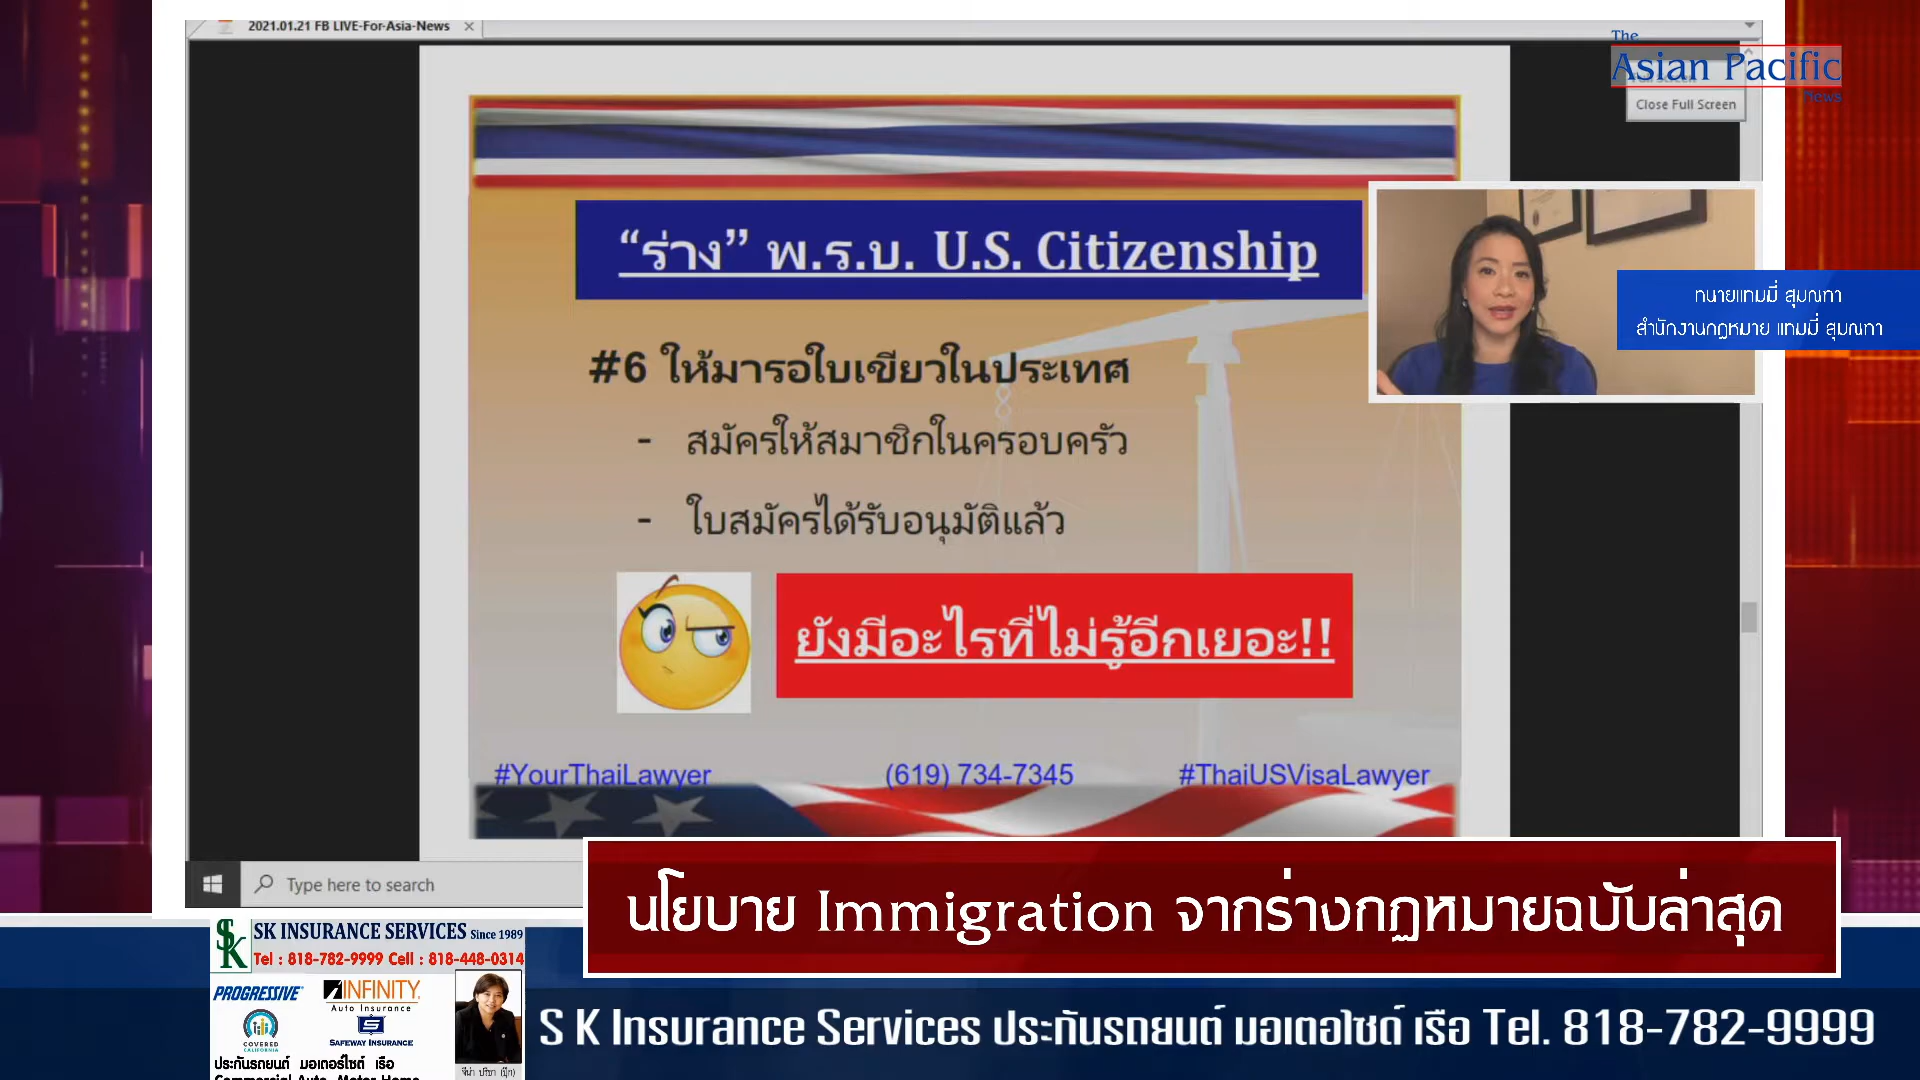 2021.01.21 FB LIVE-For-Asia-News
The
Asian Pacific
News
Close Full Screen
“ร่าง” พ.ร.บ. U.S. Citizenship
ทนายแทมมี่ สุมณฑา
สำนักงานกฎหมาย แทมมี่ สุมณฑา
#6 ให้มารอใบเขียวในประเทศ
- สมัครให้สมาชิกในครอบครัว
- ใบสมัครได้รับอนุมัติแล้ว
ยังมีอะไรที่ไม่รู้อีกเยอะ!!
#YourThaiLawyer (619) 734-7345 #ThaiUSVisaLawyer
Type here to search
นโยบาย Immigration จากร่างกฎหมายฉบับล่าสุด
SK INSURANCE SERVICES Since 1989
Tel : 818-782-9999 Cell : 818-448-0314
PROGRESSIVE INFINITY
Auto Insurance
COVERED
CALIFORNIA
SAFEWAY INSURANCE
ประกันรถยนต์ มอเตอร์ไซต์ เรือ
Commercial Auto Motor Home
S K Insurance Services ประกันรถยนต์ มอเตอไซต์ เรือ Tel. 818-782-9999